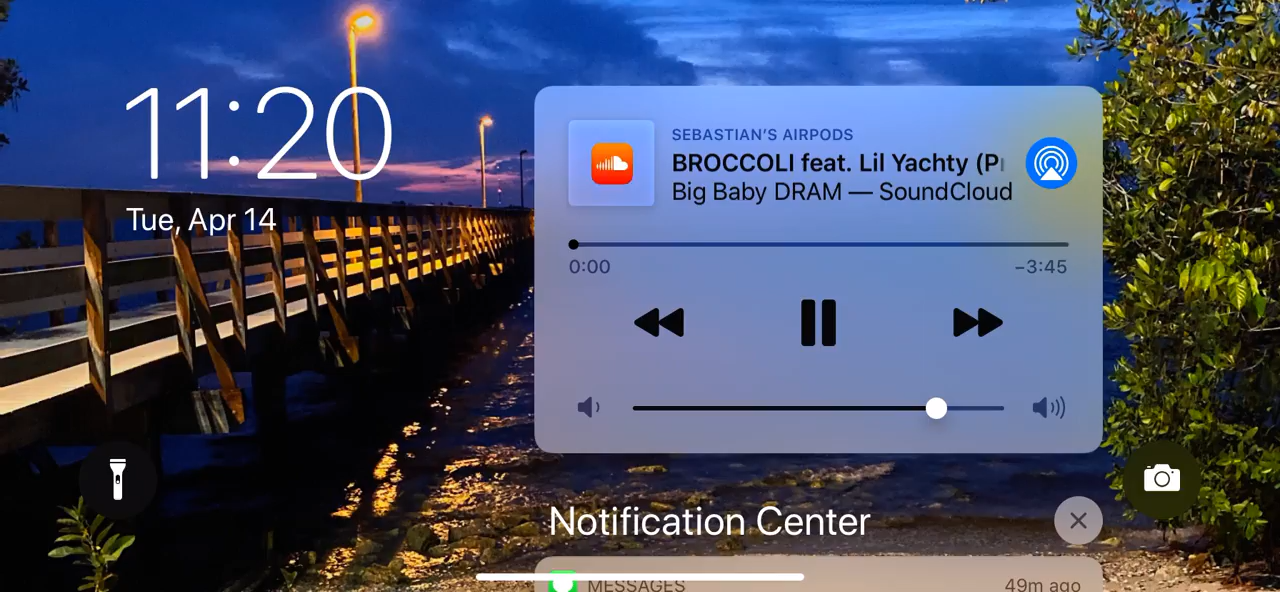 11:20
Tue, Apr 14
SEBASTIAN'S AIRPODS
BROCCOLI feat. Lil Yachty
Big Baby DRAM — SoundCloud
0:00
−3:45
Notification Center
MESSAGES
49m ago